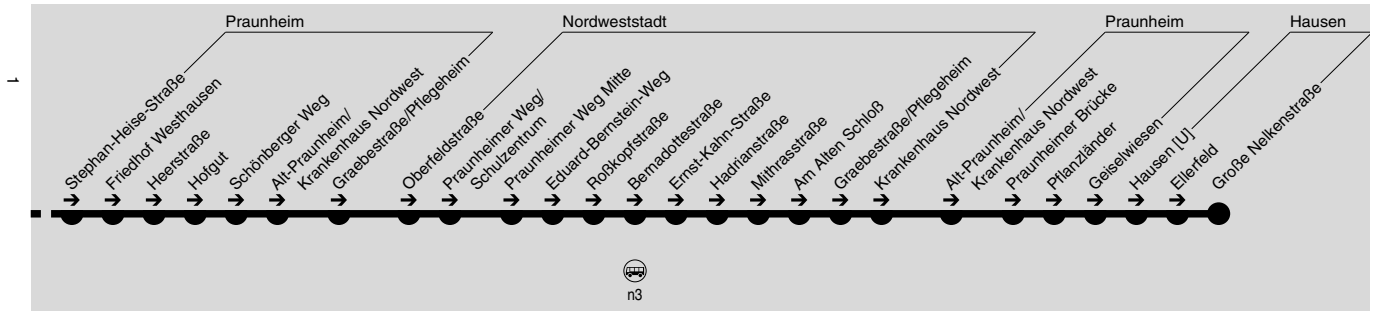 Praunheim
Nordweststadt
Praunheim
Hausen
1
Stephan-Heise-Straße
Friedhof Westhausen
Heerstraße
Hofgut
Schönberger Weg
Alt-Praunheim/
Krankenhaus Nordwest
Graebestraße/Pflegeheim
Oberfeldstraße
Praunheimer Weg/
Schulzentrum
Praunheimer Weg Mitte
Eduard-Bernstein-Weg
Roßkopfstraße
Bernadottestraße
Ernst-Kahn-Straße
Hadrianstraße
Mithrasstraße
Am Alten Schloß
Graebestraße/Pflegeheim
Krankenhaus Nordwest
Alt-Praunheim/
Krankenhaus Nordwest
Praunheimer Brücke
Pflanzländer
Geiselwiesen
Hausen [U]
Ellerfeld
Große Nelkenstraße
n3